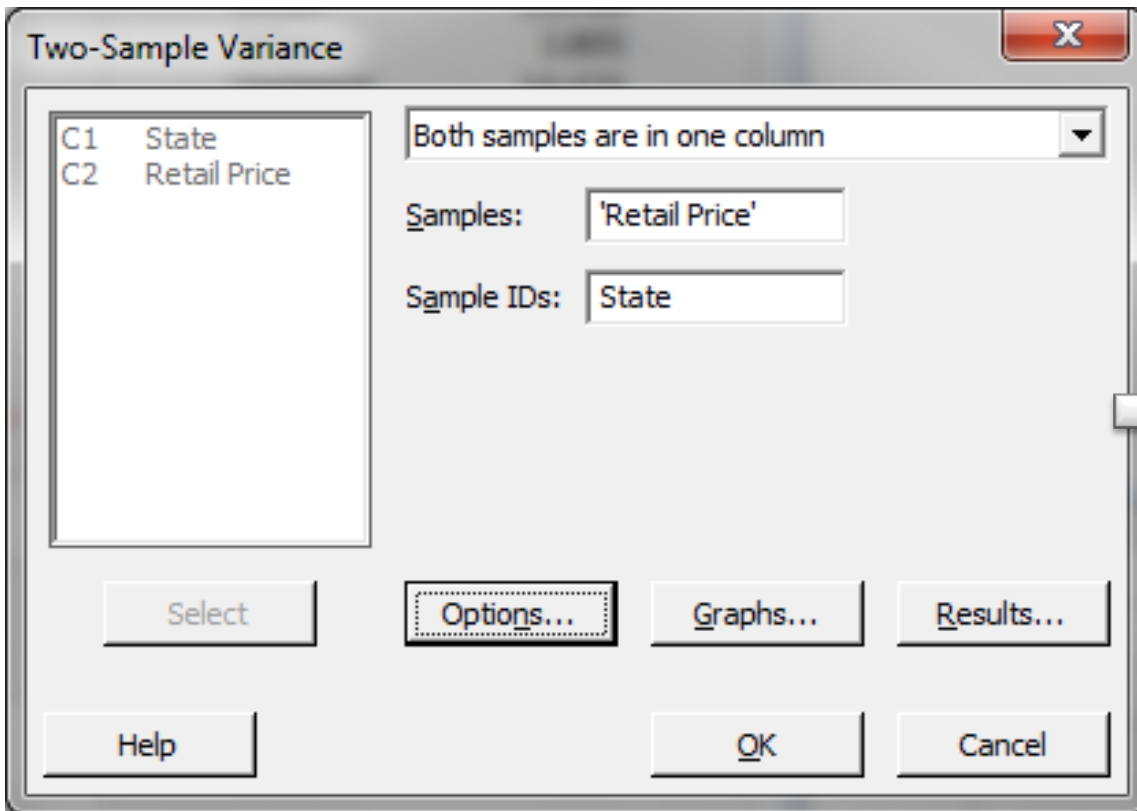 Two-Sample Variance
C1 State
C2 Retail Price
Both samples are in one column
Samples: 'Retail Price'
Sample IDs: State
Select
Options...
Graphs...
Results...
Help
OK
Cancel